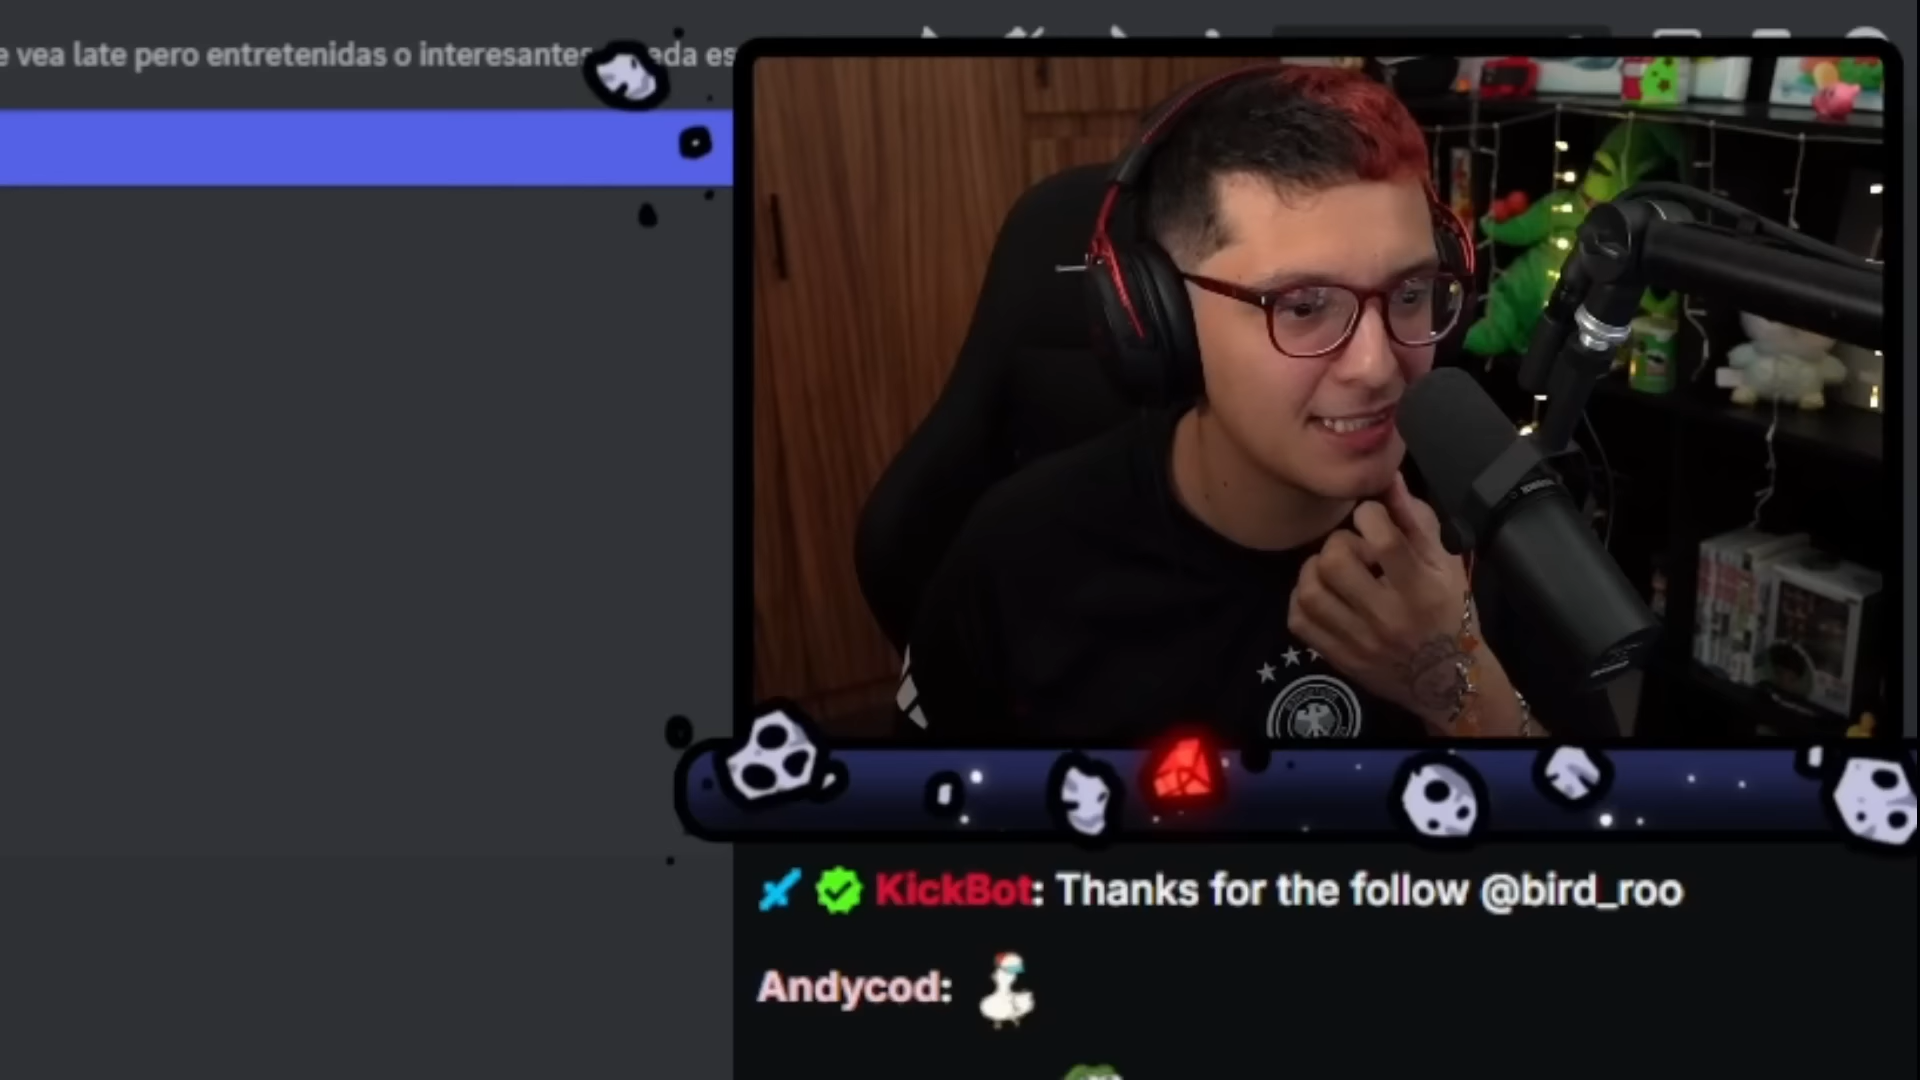 vea late pero entretenidas o interesantes
KickBot: Thanks for the follow @bird_roo
Andycod: